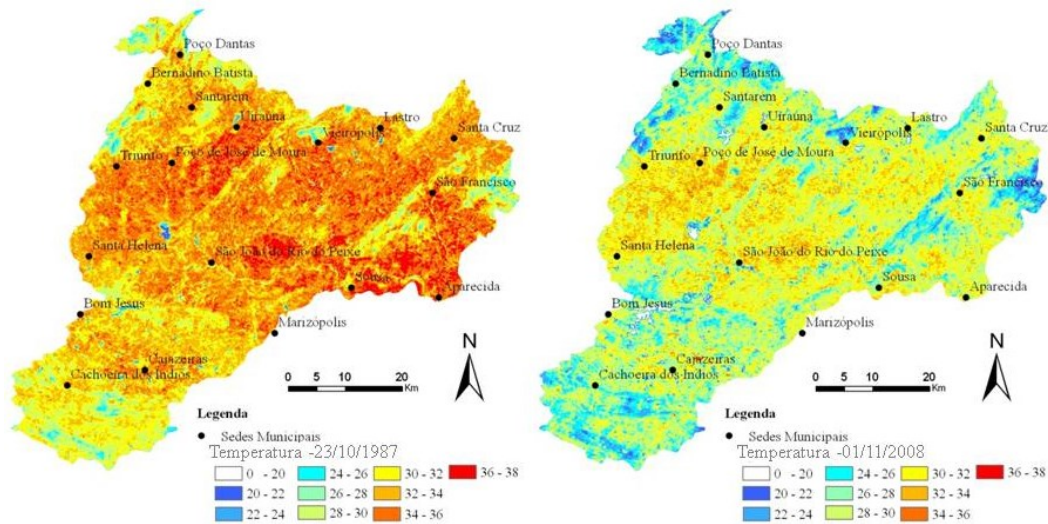 Poço Dantas
Bernadino Batista
Santarem
Uirauna
Lastro
Vieirópolis
Santa Cruz
Triunfo
Poço de José de Moura
São Francisco
Santa Helena
São João do Rio do Peixe
Sousa
Aparecida
Bom Jesus
Marizópolis
Cajazeiras
Cachoeira dos Indios
N
0 5 10 20
Km
Legenda
Sedes Municipais
Temperatura -23/10/1987
0 - 20 24 - 26 30 - 32 36 - 38
20 - 22 26 - 28 32 - 34
22 - 24 28 - 30 34 - 36
Poço Dantas
Bernadino Batista
Santarem
Uirauna
Lastro
Vieirópolis
Santa Cruz
Triunfo
Poço de José de Moura
São Francisco
Santa Helena
São João do Rio do Peixe
Sousa
Aparecida
Bom Jesus
Marizópolis
Cajazeiras
Cachoeira dos Indios
N
0 5 10 20
Km
Legenda
Sedes Municipais
Temperatura -01/11/2008
0 - 20 24 - 26 30 - 32 36 - 38
20 - 22 26 - 28 32 - 34
22 - 24 28 - 30 34 - 36